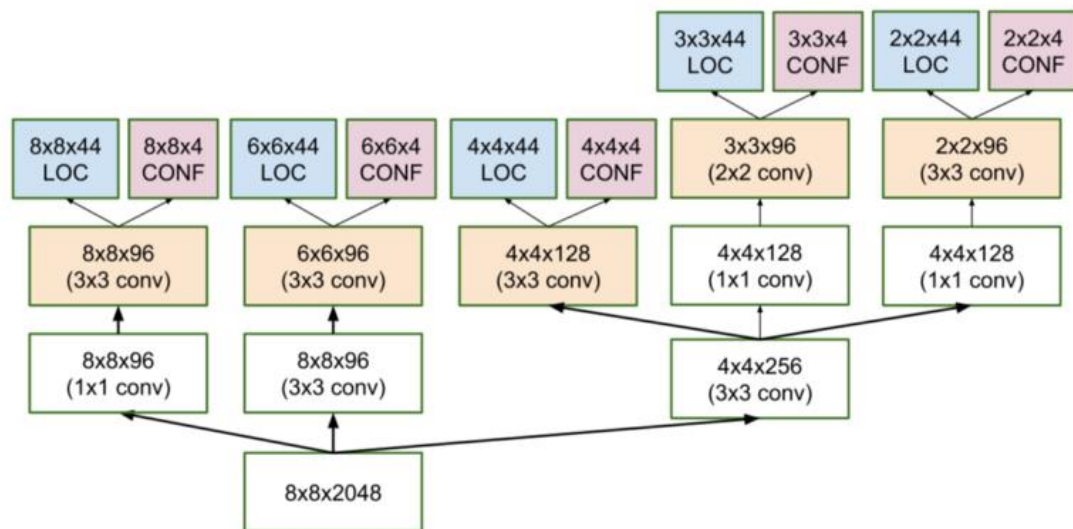 3x3x44
LOC
3x3x4
CONF
2x2x44
LOC
2x2x4
CONF
8x8x44
LOC
8x8x4
CONF
6x6x44
LOC
6x6x4
CONF
4x4x44
LOC
4x4x4
CONF
3x3x96
(2x2 conv)
2x2x96
(3x3 conv)
8x8x96
(3x3 conv)
6x6x96
(3x3 conv)
4x4x128
(3x3 conv)
4x4x128
(1x1 conv)
4x4x128
(1x1 conv)
8x8x96
(1x1 conv)
8x8x96
(3x3 conv)
4x4x256
(3x3 conv)
8x8x2048